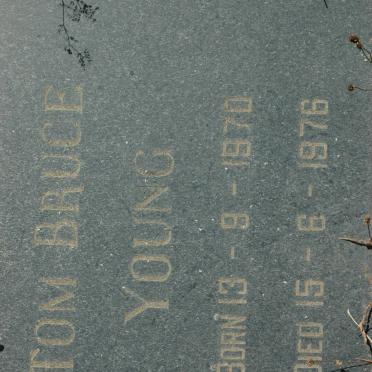 TOM BRUCE
YOUNG
BORN 13 - 9 - 1970
DIED 15 - 6 - 1976